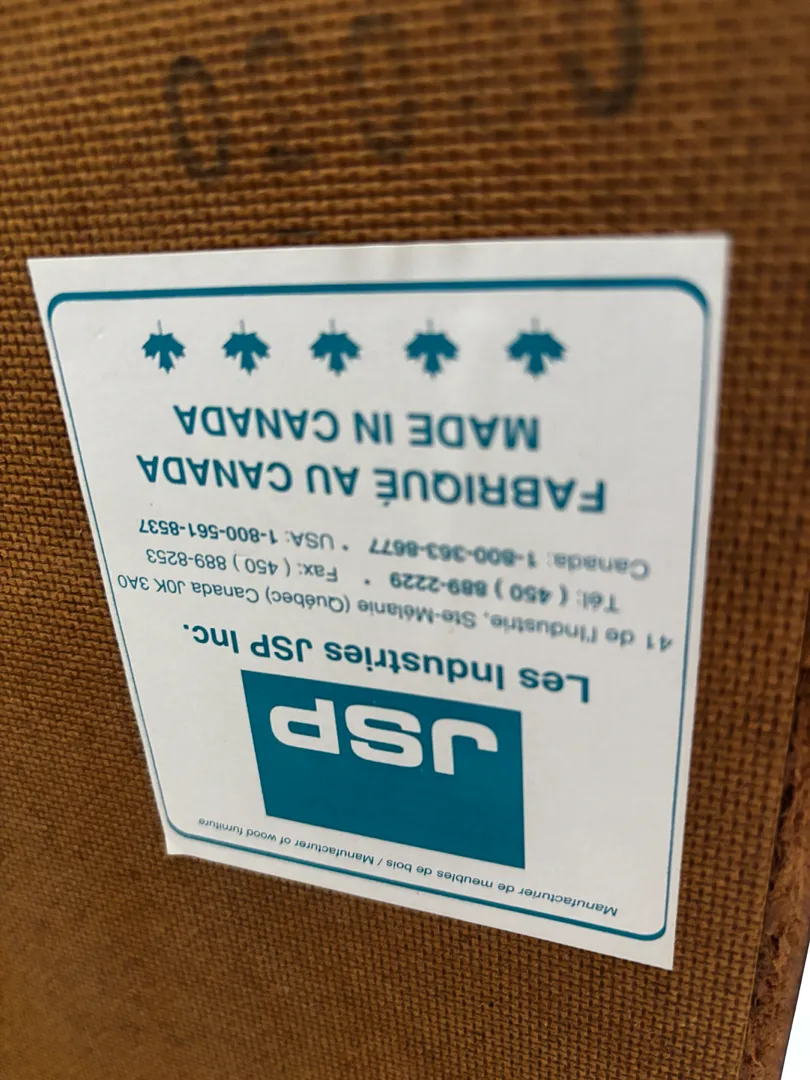 Manufacturier de meubles de bois / Manufacturer of wood furniture
JSP
Les Industries JSP Inc.
41 de l'Industrie, Ste-Mélanie (Québec) Canada J0K 3A0
Tél: ( 450 ) 889-2229 • Fax: ( 450 ) 889-8253
Canada: 1-800-363-8677 • USA: 1-800-561-8537
FABRIQUÉ AU CANADA
MADE IN CANADA